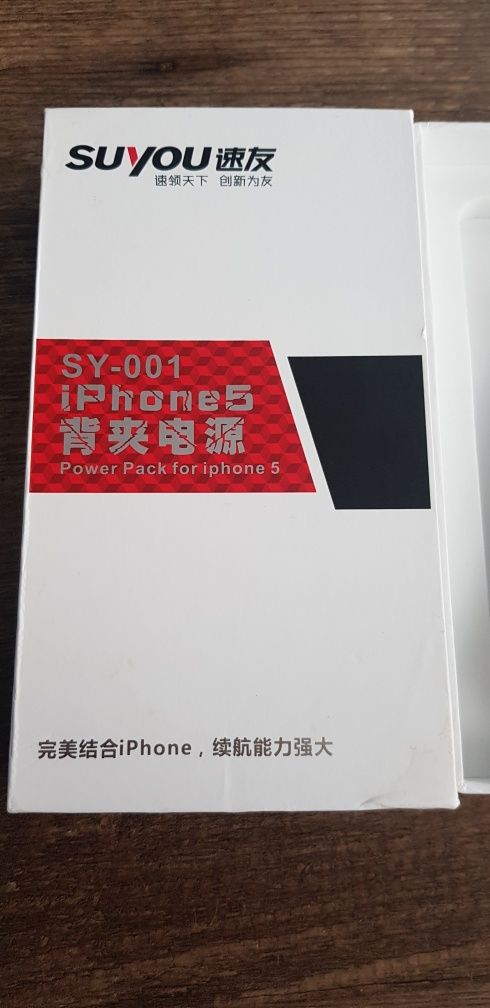 SUYOU速友
速领天下 创新为友
SY-001
iPhone5
背夹电源
Power Pack for iphone 5
完美结合iPhone，续航能力强大